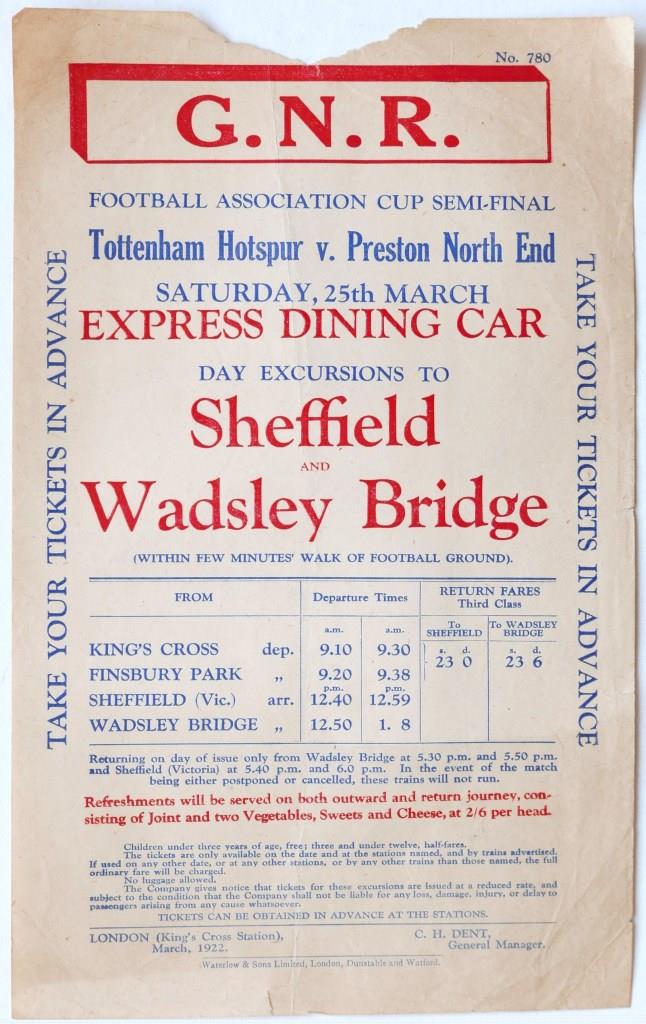 No. 780
G.N.R.
FOOTBALL ASSOCIATION CUP SEMI-FINAL
Tottenham Hotspur v. Preston North End
SATURDAY, 25th MARCH
EXPRESS DINING CAR
DAY EXCURSIONS TO
Sheffield
AND
Wadsley Bridge
(WITHIN FEW MINUTES' WALK OF FOOTBALL GROUND).
TAKE YOUR TICKETS IN ADVANCE
TAKE YOUR TICKETS IN ADVANCE
FROM Departure Times RETURN FARES
Third Class
a.m. a.m. To SHEFFIELD To WADSLEY BRIDGE
KING'S CROSS dep. 9.10 9.30 s. d. 23 0 s. d. 23 6
FINSBURY PARK „ 9.20 9.38
p.m. p.m.
SHEFFIELD (Vic.) arr. 12.40 12.59
WADSLEY BRIDGE „ 12.50 1. 8
Returning on day of issue only from Wadsley Bridge at 5.30 p.m. and 5.50 p.m.
and Sheffield (Victoria) at 5.40 p.m. and 6.0 p.m. In the event of the match
being either postponed or cancelled, these trains will not run.
Refreshments will be served on both outward and return journey, con-
sisting of Joint and two Vegetables, Sweets and Cheese, at 2/6 per head.
Children under three years of age, free; three and under twelve, half-fares.
The tickets are only available on the date and at the stations named, and by trains advertised.
If used on any other date, or at any other stations, or by any other trains than those named, the full
ordinary fare will be charged.
No luggage allowed.
The Company gives notice that tickets for these excursions are issued at a reduced rate, and
subject to the condition that the Company shall not be liable for any loss, damage, injury, or delay to
passengers arising from any cause whatsoever.
TICKETS CAN BE OBTAINED IN ADVANCE AT THE STATIONS.
LONDON (King's Cross Station), C. H. DENT,
March, 1922. General Manager.
Waterlow & Sons Limited, London, Dunstable and Watford.